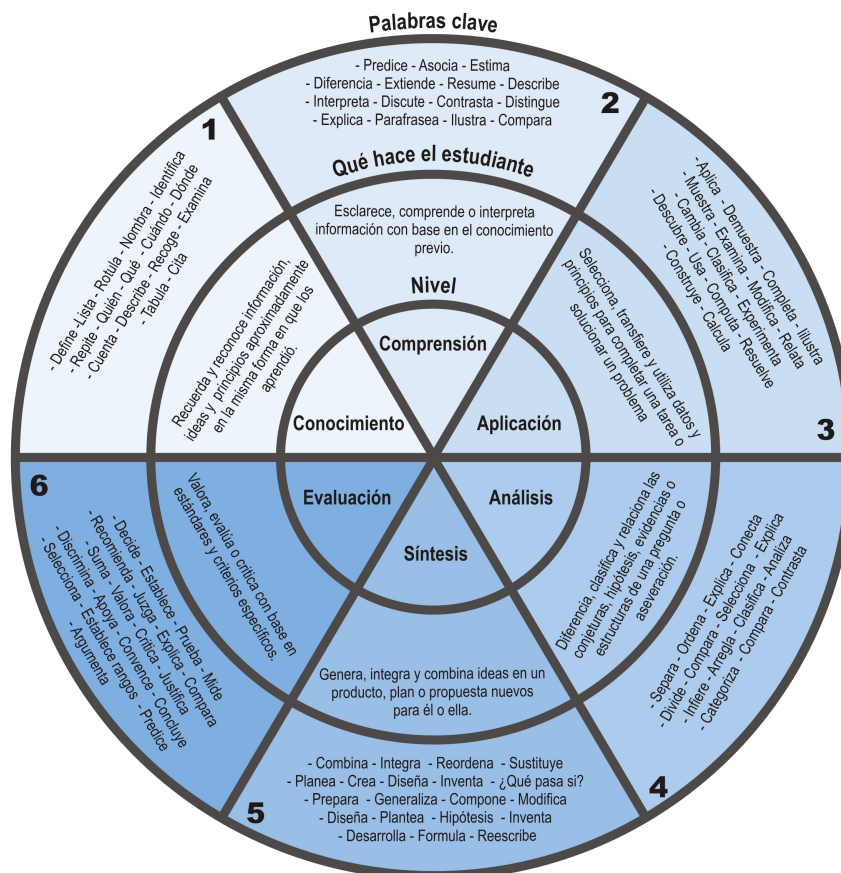 Palabras clave
- Predice - Asocia - Estima
- Diferencia - Extiende - Resume - Describe
- Interpreta - Discute - Contrasta - Distingue
- Explica - Parafrasea - Ilustra - Compara
2
Qué hace el estudiante
Esclarece, comprende o interpreta
información con base en el conocimiento
previo.
Nivel
Comprensión
1
- Define -Lista - Rotula - Nombra - Identifica
- Repite - Quién - Qué - Cuándo - Dónde
- Cuenta - Describe - Recoge - Examina
- Tabula - Cita
Recuerda y reconoce información,
ideas y principios aproximadamente
en la misma forma en que los
aprendió.
Conocimiento
- Aplica - Demuestra - Completa - Ilustra
- Muestra - Examina - Modifica - Relata
- Cambia - Clasifica - Experimenta
- Descubre - Usa - Computa - Resuelve
- Construye - Calcula
3
Selecciona, transfiere y utiliza datos y
principios para completar una tarea o
solucionar un problema
Aplicación
Análisis
Diferencia, clasifica y relaciona las
conjeturas, hipótesis, evidencias o
estructuras de una pregunta o
aseveración.
- Separa - Ordena - Explica - Conecta
- Divide - Compara - Selecciona - Explica
- Infiere - Arregla - Clasifica - Analiza
- Categoriza - Compara - Contrasta
4
Síntesis
Genera, integra y combina ideas en un
producto, plan o propuesta nuevos
para él o ella.
- Combina - Integra - Reordena - Sustituye
- Planea - Crea - Diseña - Inventa - ¿Qué pasa si?
- Prepara - Generaliza - Compone - Modifica
- Diseña - Plantea - Hipótesis - Inventa
- Desarrolla - Formula - Reescribe
5
Evaluación
Valora, evalúa o critica con base en
estándares y criterios específicos.
6
- Decide - Establece - Prueba - Mide
- Recomienda - Juzga - Explica - Compara
- Suma - Valora - Critica - Justifica
- Discrimina - Apoya - Convence - Concluye
- Selecciona - Establece rangos - Predice
- Argumenta